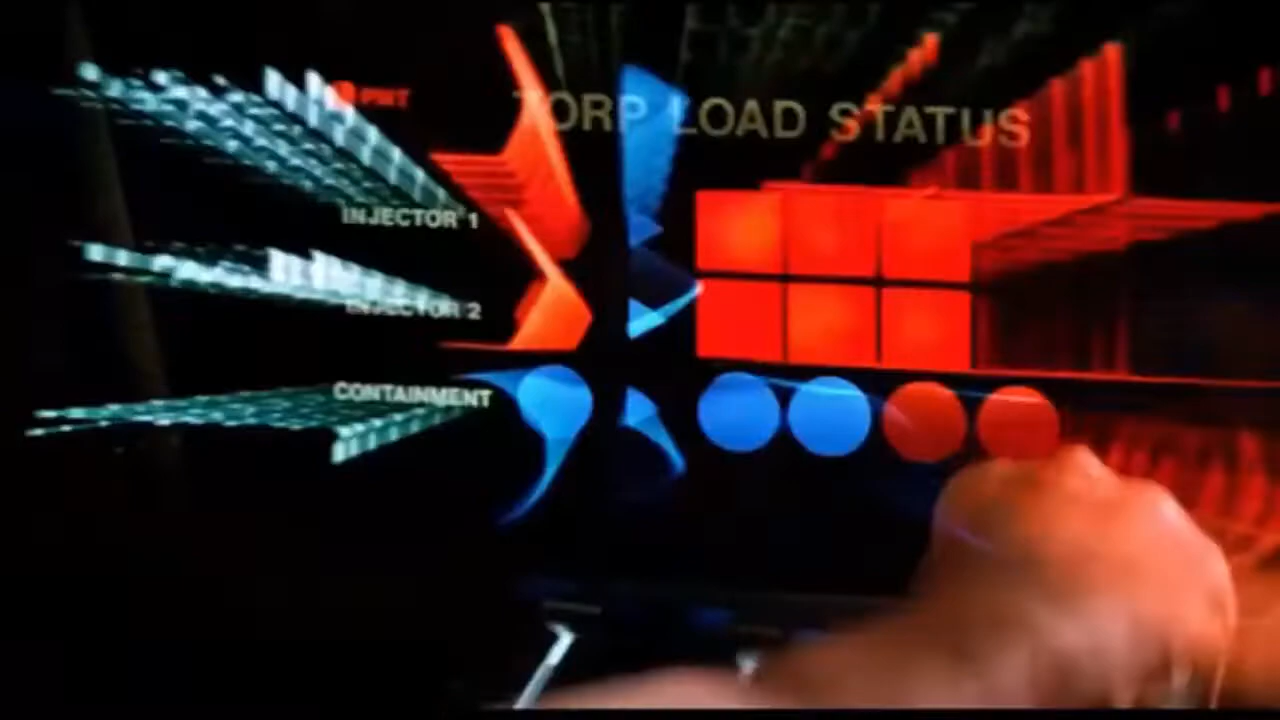 TORP LOAD STATUS
INJECTOR 1
INJECTOR 2
CONTAINMENT